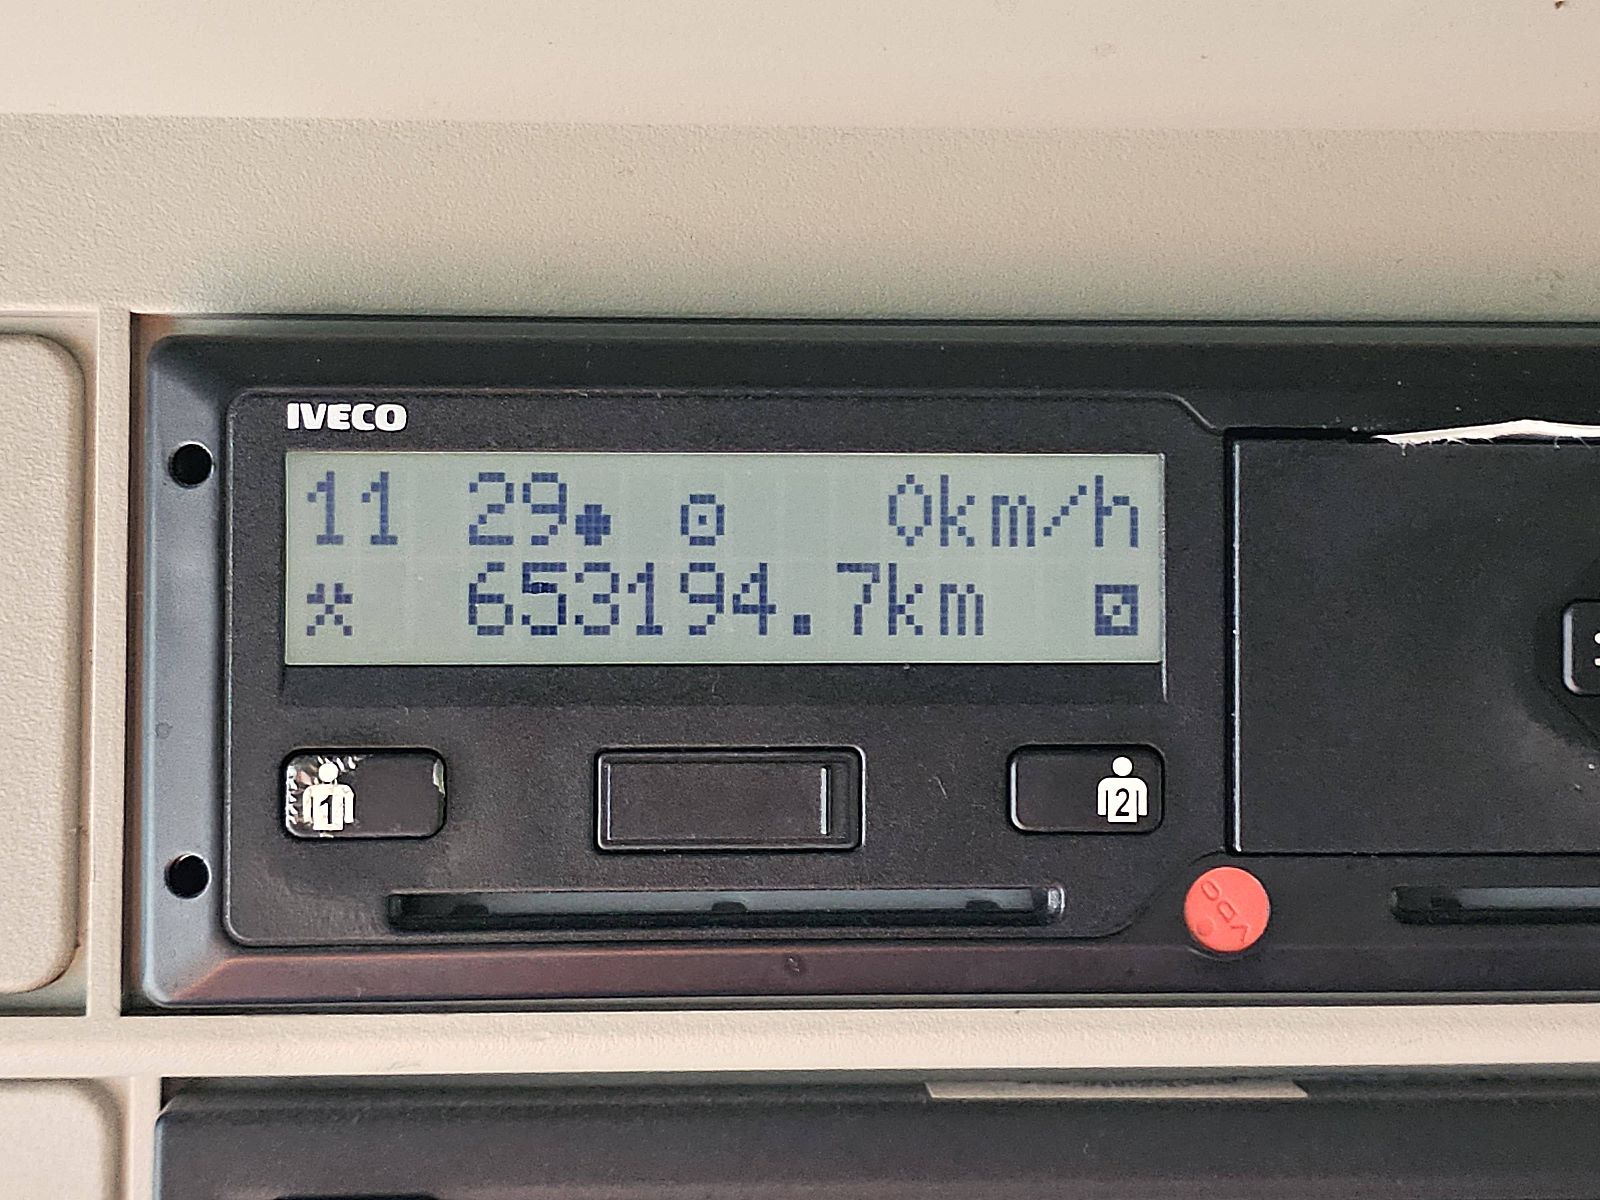 IVECO
11 29● ⊡ 0km/h
653194.7km
1
2
VDO